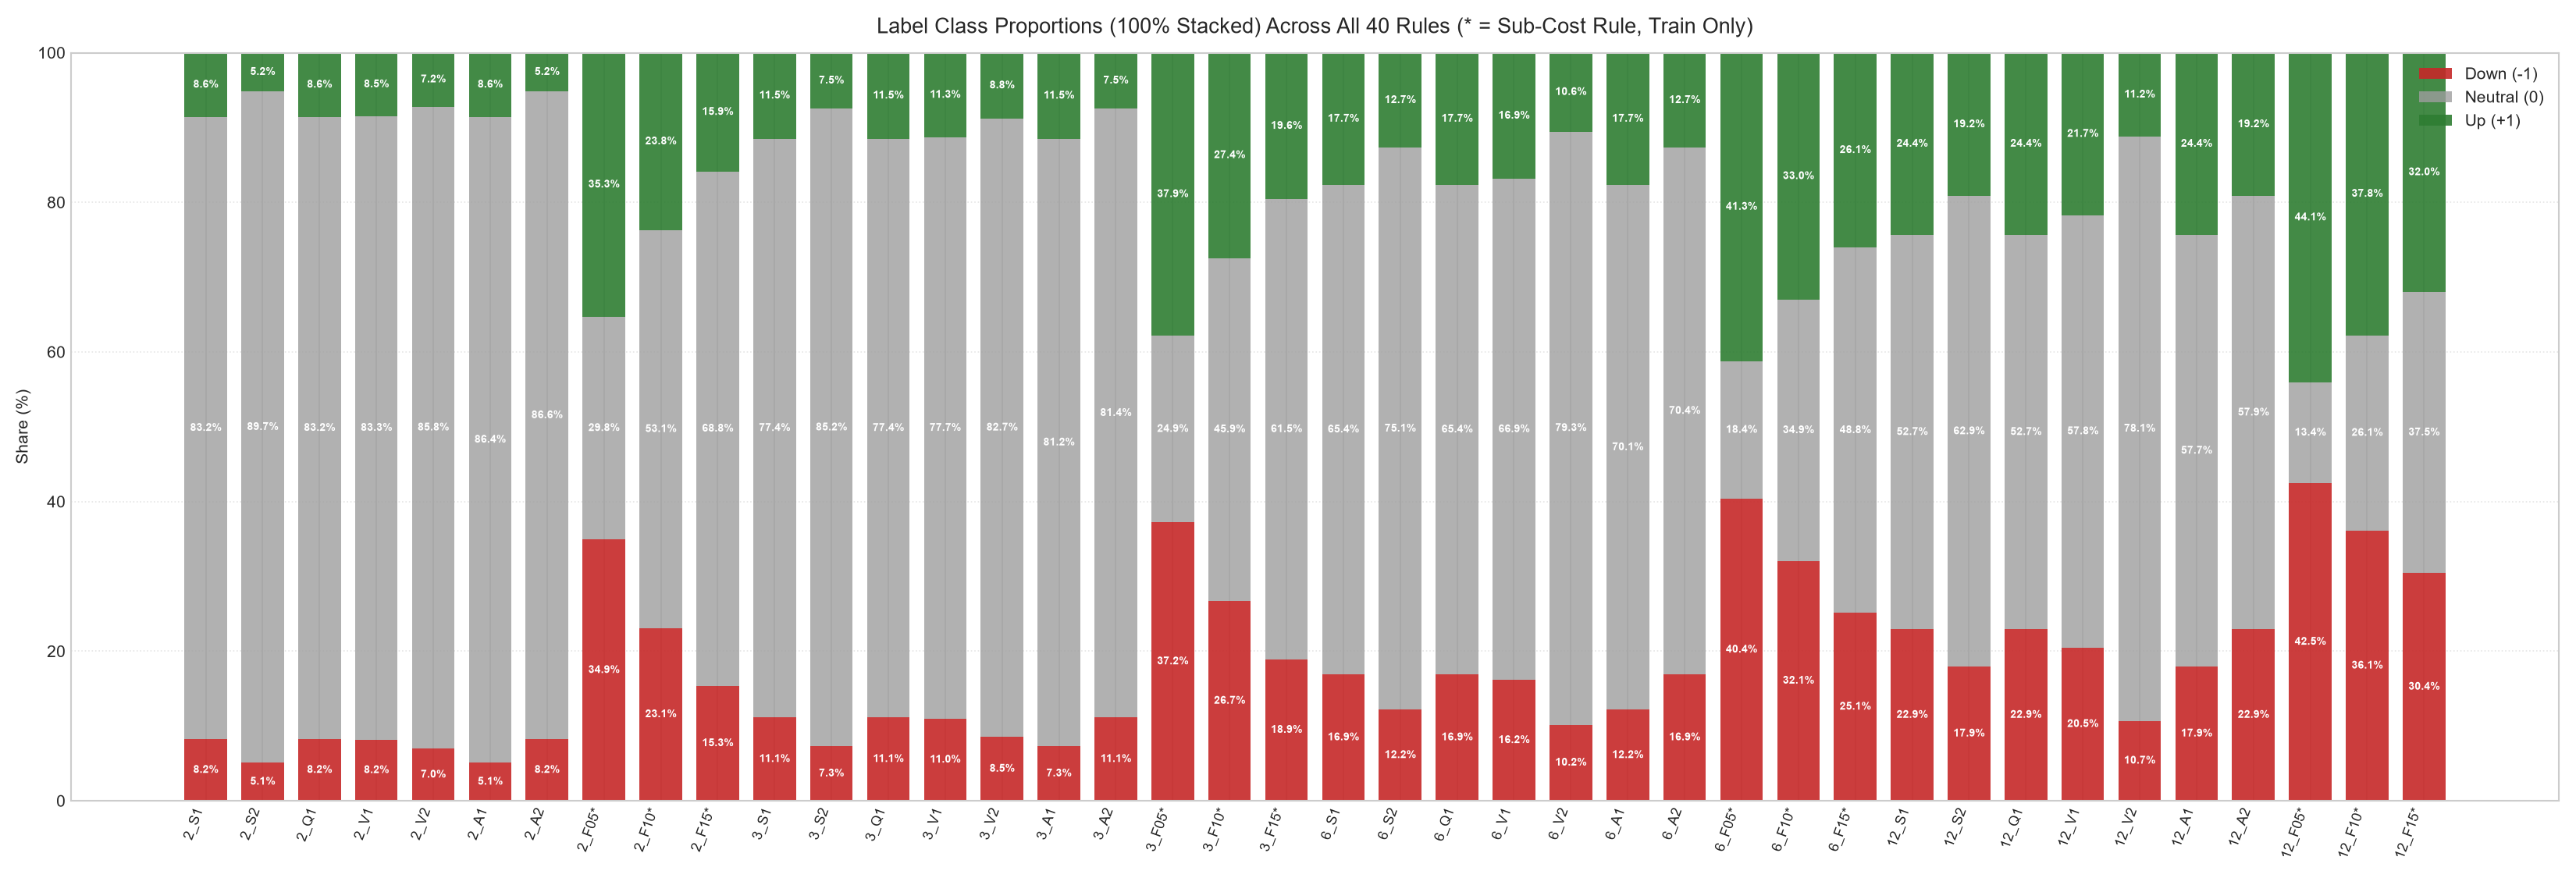 Label Class Proportions (100% Stacked) Across All 40 Rules (* = Sub-Cost Rule, Train Only)
Share (%)
100
80
60
40
20
0
Down (-1)
Neutral (0)
Up (+1)
8.6% 5.2% 8.6% 8.5% 7.2% 8.6% 5.2% 35.3% 23.8% 15.9% 11.5% 7.5% 11.5% 11.3% 8.8% 11.5% 7.5% 37.9% 27.4% 19.6% 17.7% 12.7% 17.7% 16.9% 10.6% 17.7% 12.7% 41.3% 33.0% 26.1% 24.4% 19.2% 24.4% 21.7% 11.2% 24.4% 19.2% 44.1% 37.8% 32.0%
83.2% 89.7% 83.2% 83.3% 85.8% 86.4% 86.6% 29.8% 53.1% 68.8% 77.4% 85.2% 77.4% 77.7% 82.7% 81.2% 81.4% 24.9% 45.9% 61.5% 65.4% 75.1% 65.4% 66.9% 79.3% 70.1% 70.4% 18.4% 34.9% 48.8% 52.7% 62.9% 52.7% 57.8% 78.1% 57.7% 57.9% 13.4% 26.1% 37.5%
8.2% 5.1% 8.2% 8.2% 7.0% 5.1% 8.2% 34.9% 23.1% 15.3% 11.1% 7.3% 11.1% 11.0% 8.5% 7.3% 11.1% 37.2% 26.7% 18.9% 16.9% 12.2% 16.9% 16.2% 10.2% 12.2% 16.9% 40.4% 32.1% 25.1% 22.9% 17.9% 22.9% 20.5% 10.7% 17.9% 22.9% 42.5% 36.1% 30.4%
2_S1 2_S2 2_Q1 2_V1 2_V2 2_A1 2_A2 2_F05* 2_F10* 2_F15* 3_S1 3_S2 3_Q1 3_V1 3_V2 3_A1 3_A2 3_F05* 3_F10* 3_F15* 6_S1 6_S2 6_Q1 6_V1 6_V2 6_A1 6_A2 6_F05* 6_F10* 6_F15* 12_S1 12_S2 12_Q1 12_V1 12_V2 12_A1 12_A2 12_F05* 12_F10* 12_F15*